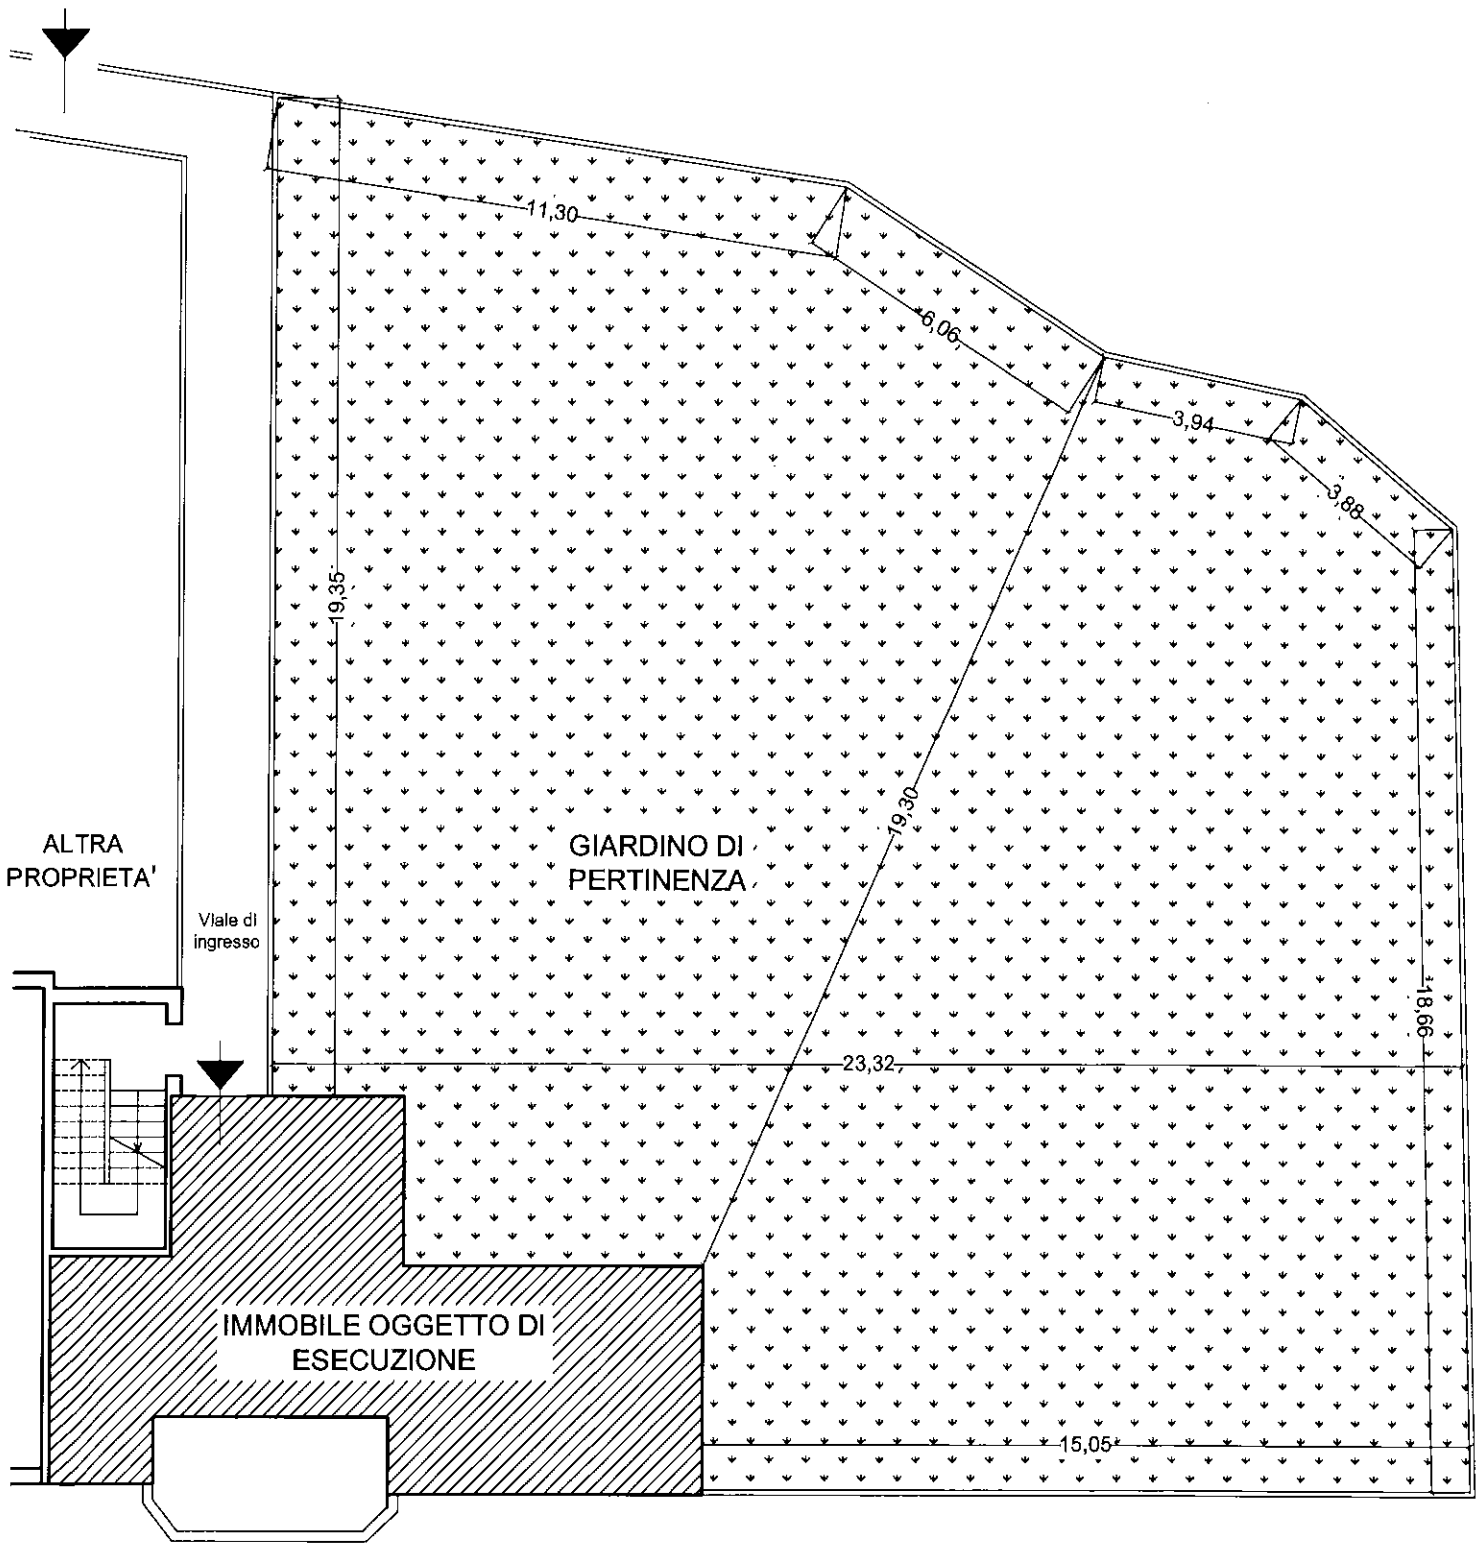 11,30
6,06
3,94
3,88
19,35
19,30
ALTRA
PROPRIETA'
GIARDINO DI
PERTINENZA
Viale di
ingresso
18,66
23,32
IMMOBILE OGGETTO DI
ESECUZIONE
15,05